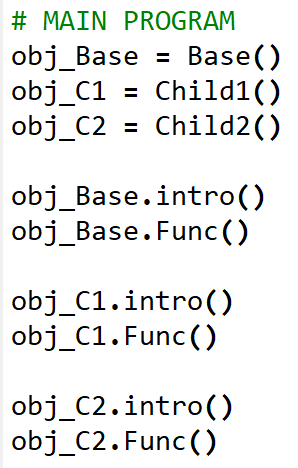 # MAIN PROGRAM
obj_Base = Base()
obj_C1 = Child1()
obj_C2 = Child2()
obj_Base.intro()
obj_Base.Func()
obj_C1.intro()
obj_C1.Func()
obj_C2.intro()
obj_C2.Func()